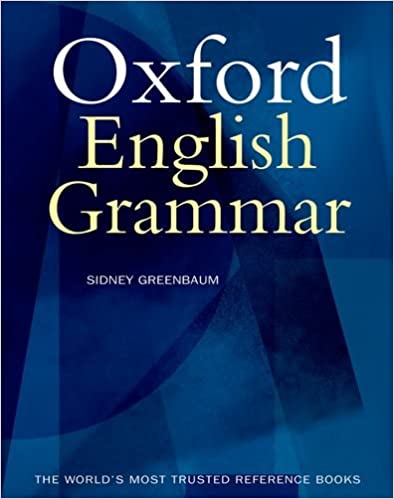 Oxford
English
Grammar
SIDNEY GREENBAUM
THE WORLD'S MOST TRUSTED REFERENCE BOOKS